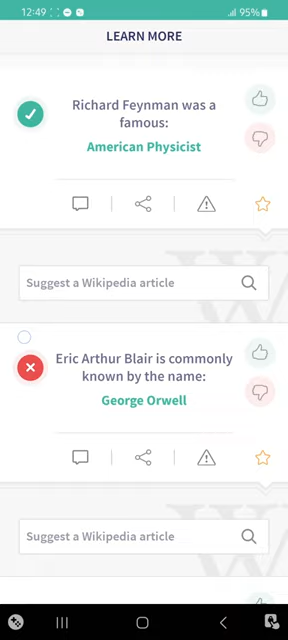 12:49
95%
LEARN MORE
Richard Feynman was a
famous:
American Physicist
Suggest a Wikipedia article
Eric Arthur Blair is commonly
known by the name:
George Orwell
Suggest a Wikipedia article